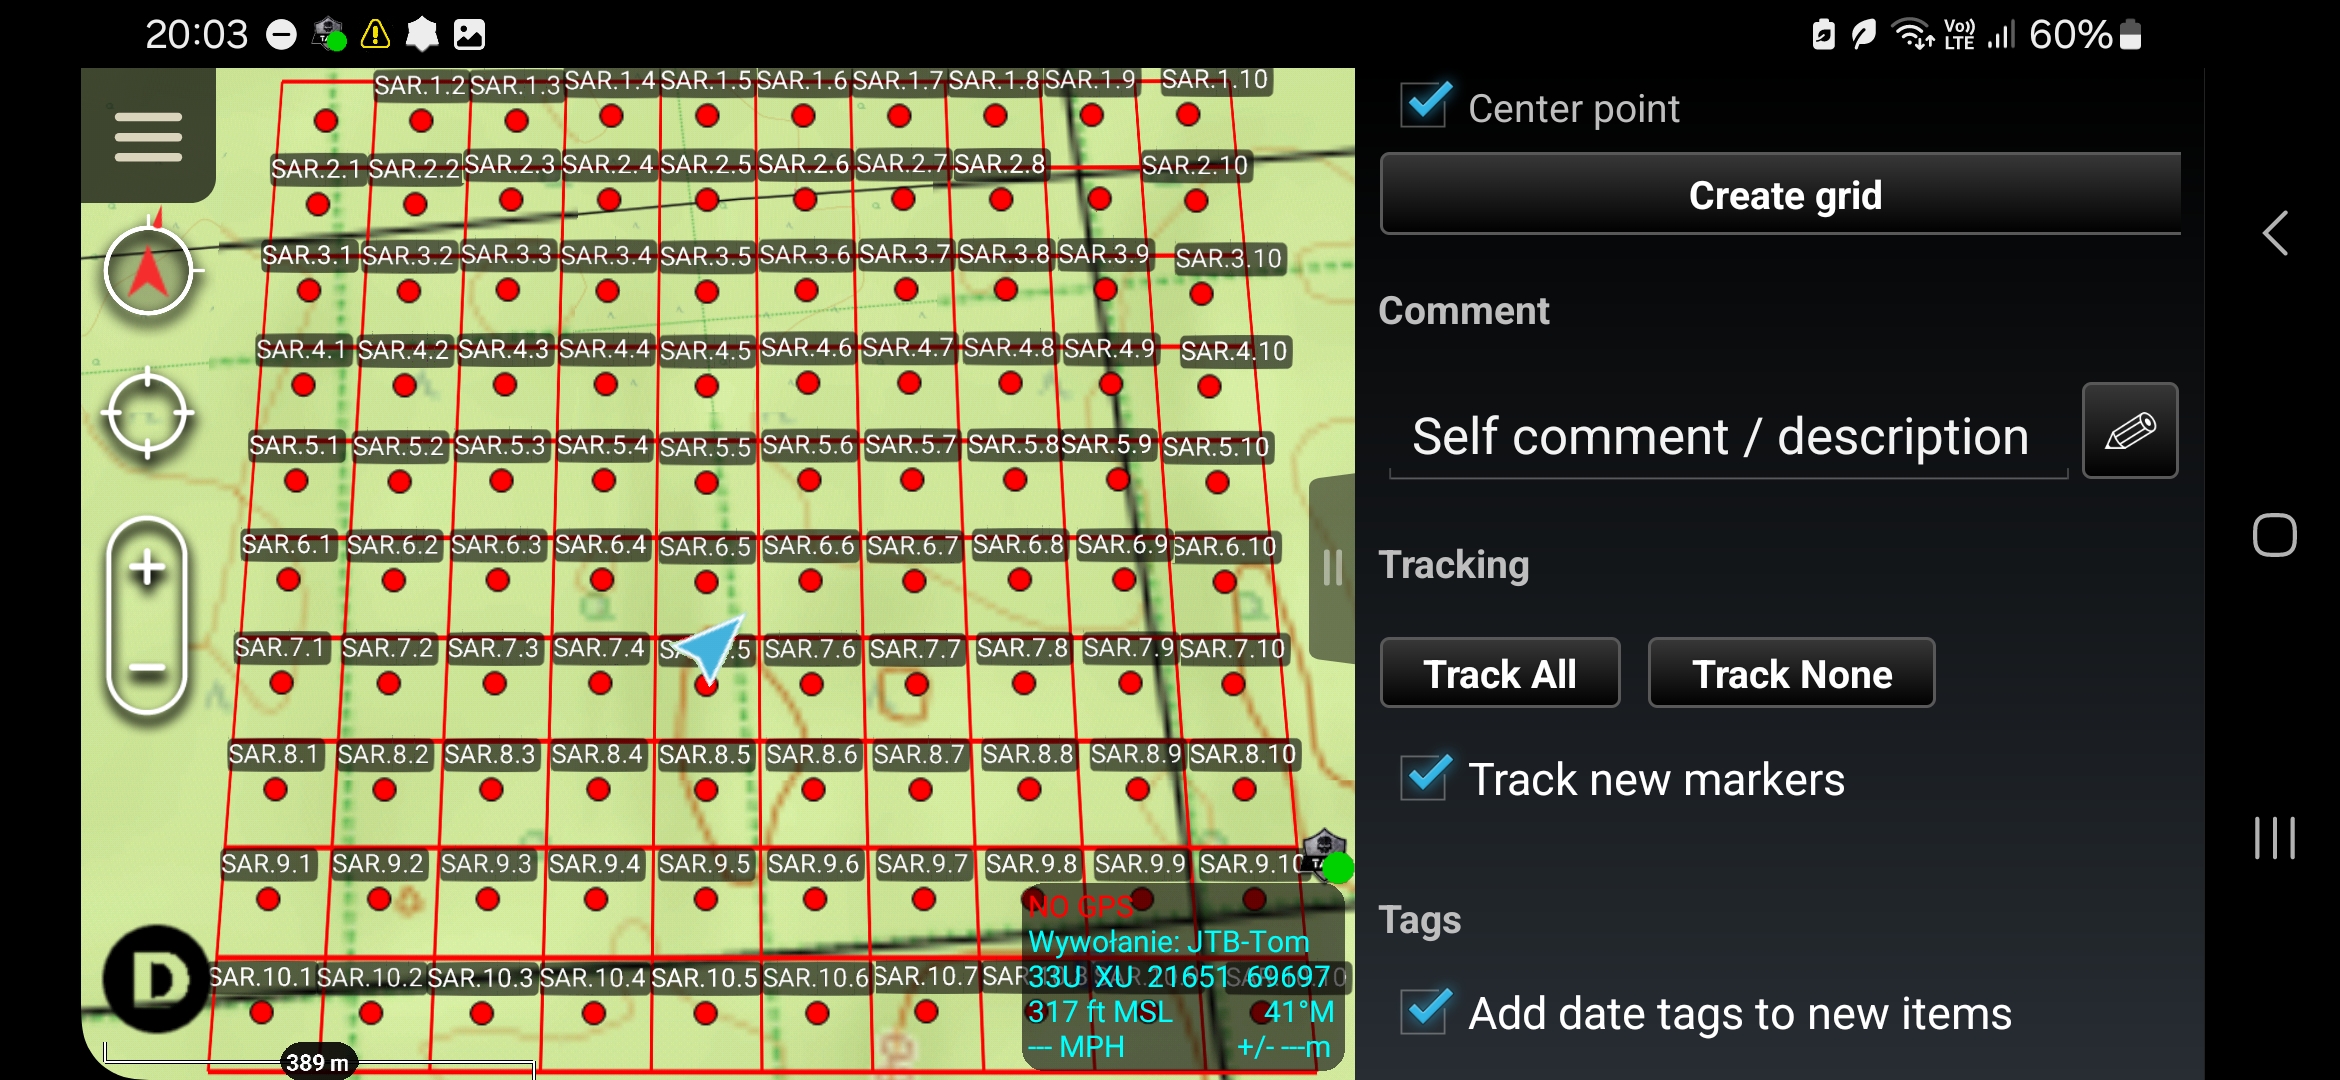 20:03
Vo)) LTE 60%
SAR.1.2 SAR.1.3 SAR.1.4 SAR.1.5 SAR.1.6 SAR.1.7 SAR.1.8 SAR.1.9 SAR.1.10
SAR.2.1 SAR.2.2 SAR.2.3 SAR.2.4 SAR.2.5 SAR.2.6 SAR.2.7 SAR.2.8 SAR.2.10
SAR.3.1 SAR.3.2 SAR.3.3 SAR.3.4 SAR.3.5 SAR.3.6 SAR.3.7 SAR.3.8 SAR.3.9 SAR.3.10
SAR.4.1 SAR.4.2 SAR.4.3 SAR.4.4 SAR.4.5 SAR.4.6 SAR.4.7 SAR.4.8 SAR.4.9 SAR.4.10
SAR.5.1 SAR.5.2 SAR.5.3 SAR.5.4 SAR.5.5 SAR.5.6 SAR.5.7 SAR.5.8 SAR.5.9 SAR.5.10
SAR.6.1 SAR.6.2 SAR.6.3 SAR.6.4 SAR.6.5 SAR.6.6 SAR.6.7 SAR.6.8 SAR.6.9 SAR.6.10
SAR.7.1 SAR.7.2 SAR.7.3 SAR.7.4 SAR.7.6 SAR.7.7 SAR.7.8 SAR.7.9 SAR.7.10
SAR.8.1 SAR.8.2 SAR.8.3 SAR.8.4 SAR.8.5 SAR.8.6 SAR.8.7 SAR.8.8 SAR.8.9 SAR.8.10
SAR.9.1 SAR.9.2 SAR.9.3 SAR.9.4 SAR.9.5 SAR.9.6 SAR.9.7 SAR.9.8 SAR.9.9 SAR.9.10
SAR.10.1 SAR.10.2 SAR.10.3 SAR.10.4 SAR.10.5 SAR.10.6 SAR.10.7
D
389 m
NO GPS
Wywołanie: JTB-Tom
33U XU 21651 69697
317 ft MSL 41°M
--- MPH +/- ---m
Center point
Create grid
Comment
Self comment / description
Tracking
Track All Track None
Track new markers
Tags
Add date tags to new items